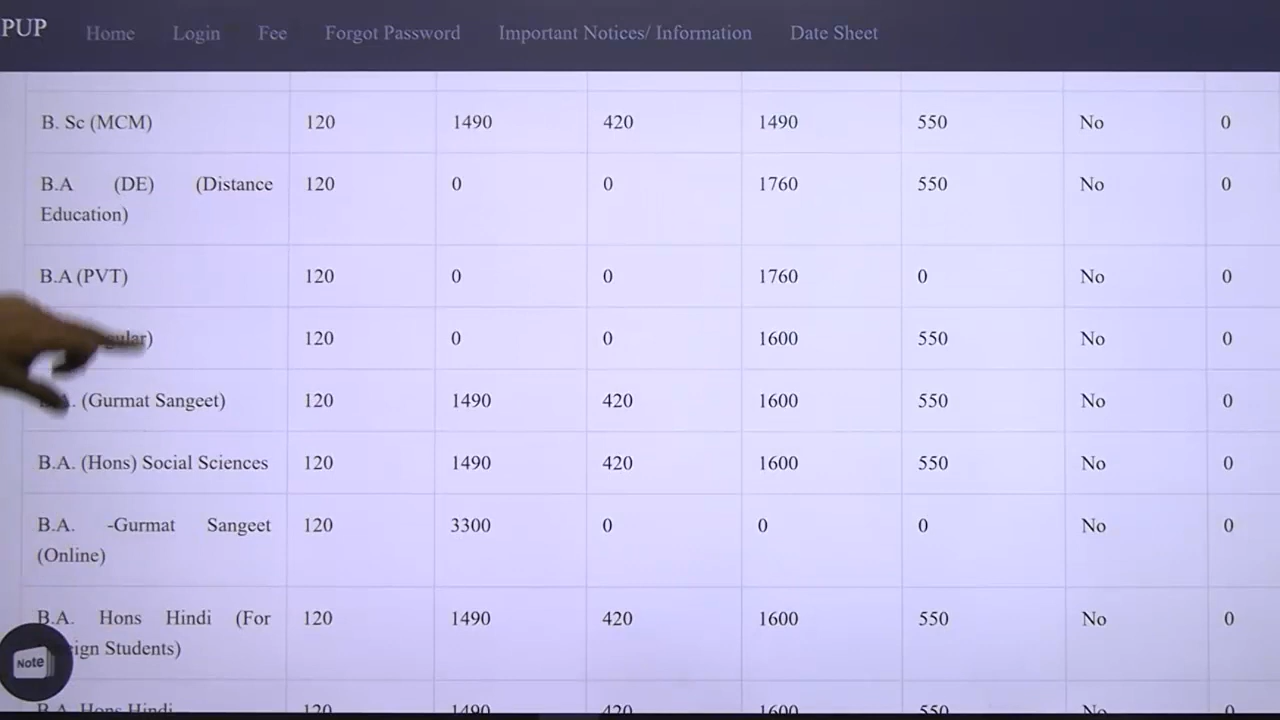 PUP Home Login Fee Forgot Password Important Notices/ Information Date Sheet
B. Sc (MCM) 120 1490 420 1490 550 No 0
B.A (DE) (Distance 120 0 0 1760 550 No 0
Education)
B.A (PVT) 120 0 0 1760 0 No 0
120 0 0 1600 550 No 0
(Gurmat Sangeet) 120 1490 420 1600 550 No 0
B.A. (Hons) Social Sciences 120 1490 420 1600 550 No 0
B.A. -Gurmat Sangeet 120 3300 0 0 0 No 0
(Online)
B.A. Hons Hindi (For 120 1490 420 1600 550 No 0
Students)
Note
B.A. Hons Hindi 120 1490 420 1600 550 No 0